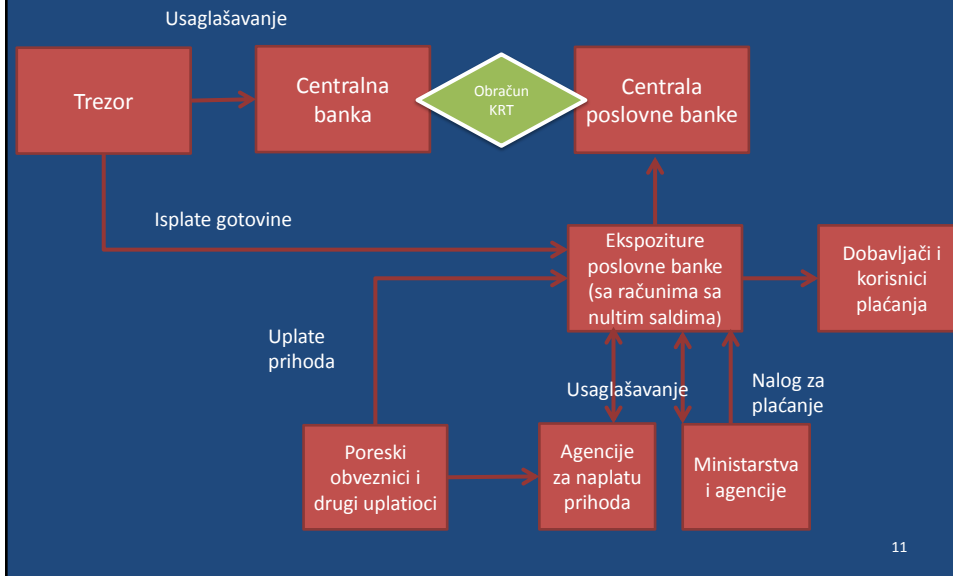 Usaglašavanje
Trezor
Centralna
banka
Obračun
KRT
Centrala
poslovne banke
Isplate gotovine
Ekspoziture
poslovne banke
(sa računima sa
nultim saldima)
Dobavljači i
korisnici
plaćanja
Uplate
prihoda
Usaglašavanje
Nalog za
plaćanje
Poreski
obveznici i
drugi uplatioci
Agencije
za naplatu
prihoda
Ministarstva
i agencije
11